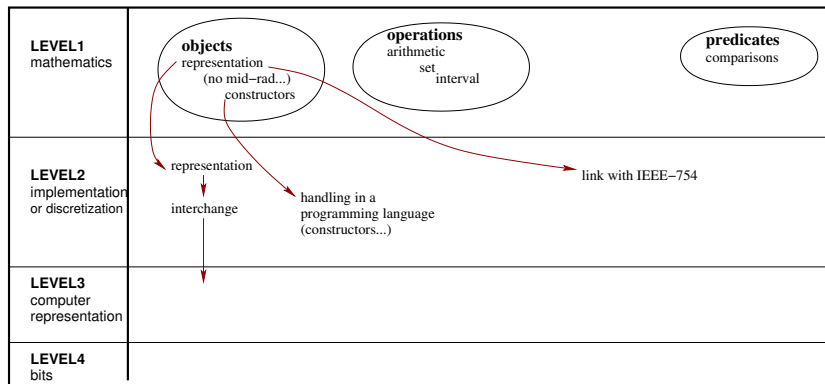 LEVEL1
mathematics
objects
representation
(no mid−rad...)
constructors
operations
arithmetic
set
interval
predicates
comparisons
LEVEL2
implementation
or discretization
representation
interchange
handling in a
programming language
(constructors...)
link with IEEE−754
LEVEL3
computer
representation
LEVEL4
bits